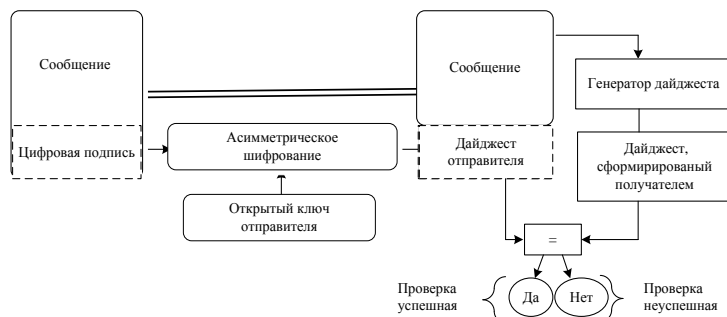 Сообщение
Цифровая подпись
Асимметрическое
шифрование
Открытый ключ
отправителя
Сообщение
Дайджест
отправителя
Генератор дайджеста
Дайджест,
сформирированый
получателем
=
Проверка
успешная
Да
Нет
Проверка
неуспешная